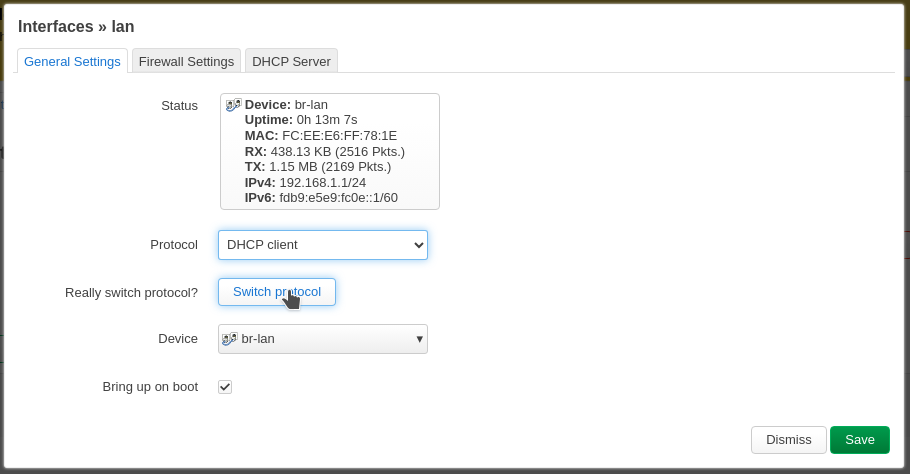 Interfaces » lan
General Settings Firewall Settings DHCP Server
Status
Device: br-lan
Uptime: 0h 13m 7s
MAC: FC:EE:E6:FF:78:1E
RX: 438.13 KB (2516 Pkts.)
TX: 1.15 MB (2169 Pkts.)
IPv4: 192.168.1.1/24
IPv6: fdb9:e5e9:fc0e::1/60
Protocol DHCP client
Really switch protocol? Switch protocol
Device br-lan
Bring up on boot
Dismiss Save